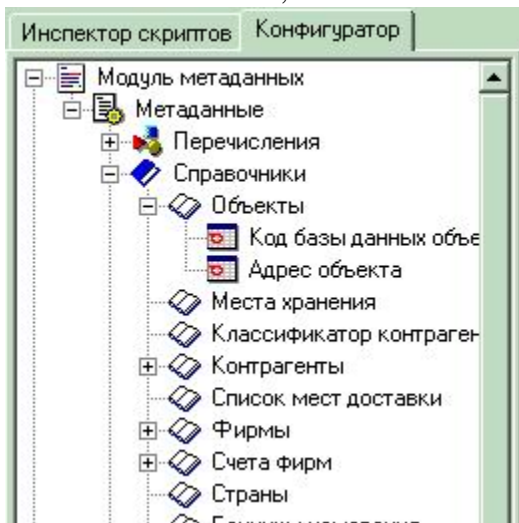 Инспектор скриптов Конфигуратор
Модуль метаданных
Метаданные
Перечисления
Справочники
Объекты
Код базы данных объе
Адрес объекта
Места хранения
Классификатор контраген
Контрагенты
Список мест доставки
Фирмы
Счета фирм
Страны